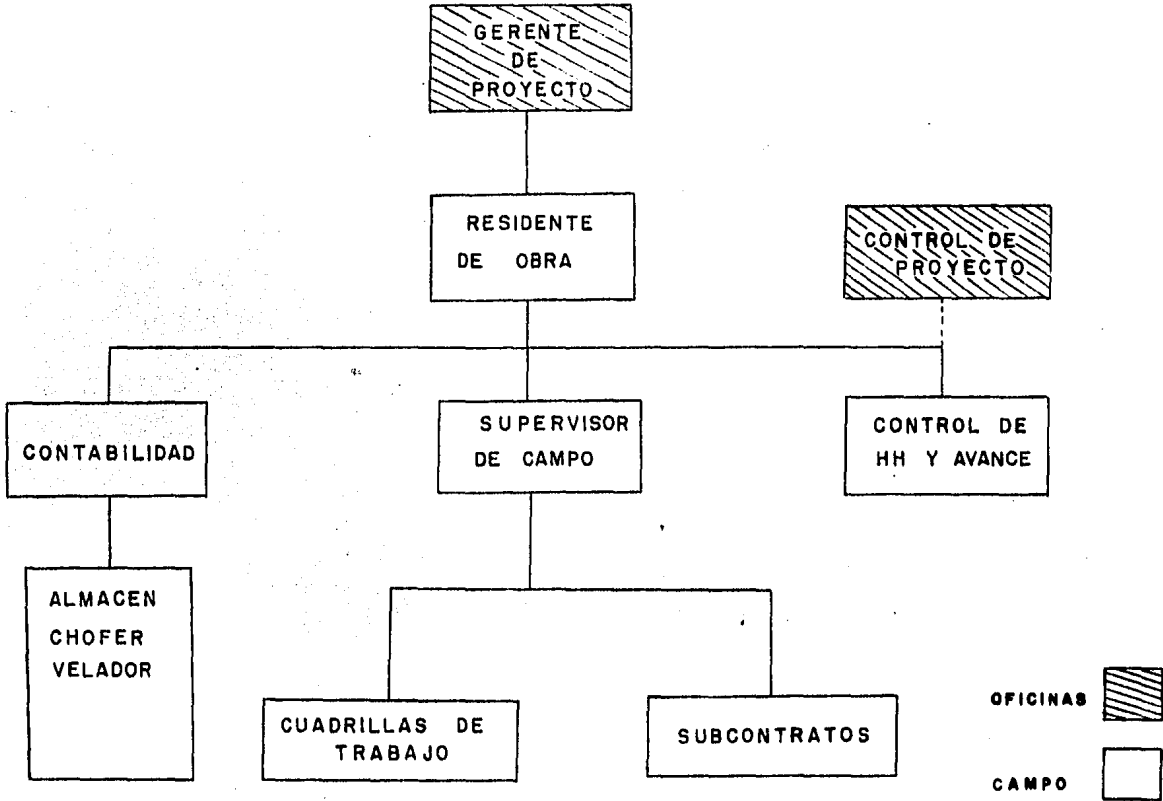 GERENTE
DE
PROYECTO
RESIDENTE
DE OBRA
CONTROL DE
PROYECTO
CONTABILIDAD
SUPERVISOR
DE CAMPO
CONTROL DE
HH Y AVANCE
ALMACEN
CHOFER
VELADOR
CUADRILLAS DE
TRABAJO
SUBCONTRATOS
OFICINAS
CAMPO